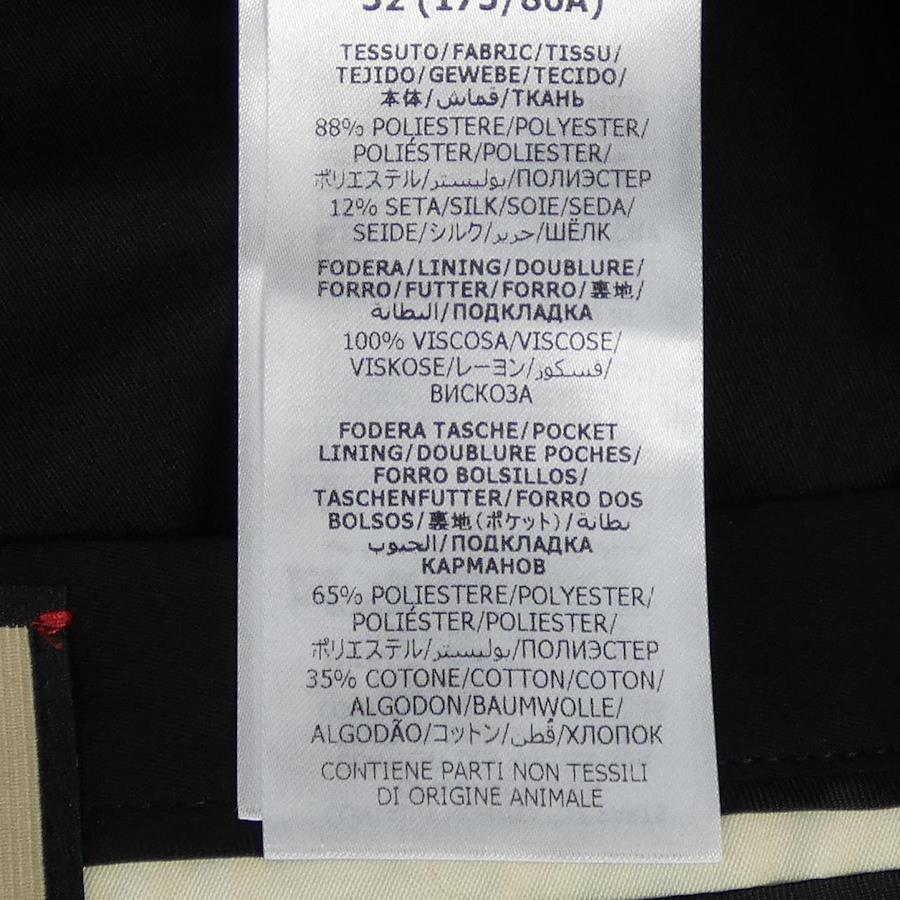 52 (175/80A)
TESSUTO/FABRIC/TISSU/
TEJIDO/GEWEBE/TECIDO/
本体/قماش/ТКАНЬ
88% POLIESTERE/POLYESTER/
POLIÉSTER/POLIESTER/
ポリエステル/بوليستر/ПОЛИЭСТЕР
12% SETA/SILK/SOIE/SEDA/
SEIDE/シルク/حرير/ШЁЛК
FODERA/LINING/DOUBLURE/
FORRO/FUTTER/FORRO/裏地/
البطانة/ПОДКЛАДКА
100% VISCOSA/VISCOSE/
VISKOSE/レーヨン/فسكور/
ВИСКОЗА
FODERA TASCHE/POCKET
LINING/DOUBLURE POCHES/
FORRO BOLSILLOS/
TASCHENFUTTER/FORRO DOS
BOLSOS/裏地(ポケット)/بطانة
الجيوب/ПОДКЛАДКА
КАРМАНОВ
65% POLIESTERE/POLYESTER/
POLIÉSTER/POLIESTER/
ポリエステル/بوليستر/ПОЛИЭСТЕР
35% COTONE/COTTON/COTON/
ALGODON/BAUMWOLLE/
ALGODÃO/コットン/قطن/ХЛОПОК
CONTIENE PARTI NON TESSILI
DI ORIGINE ANIMALE